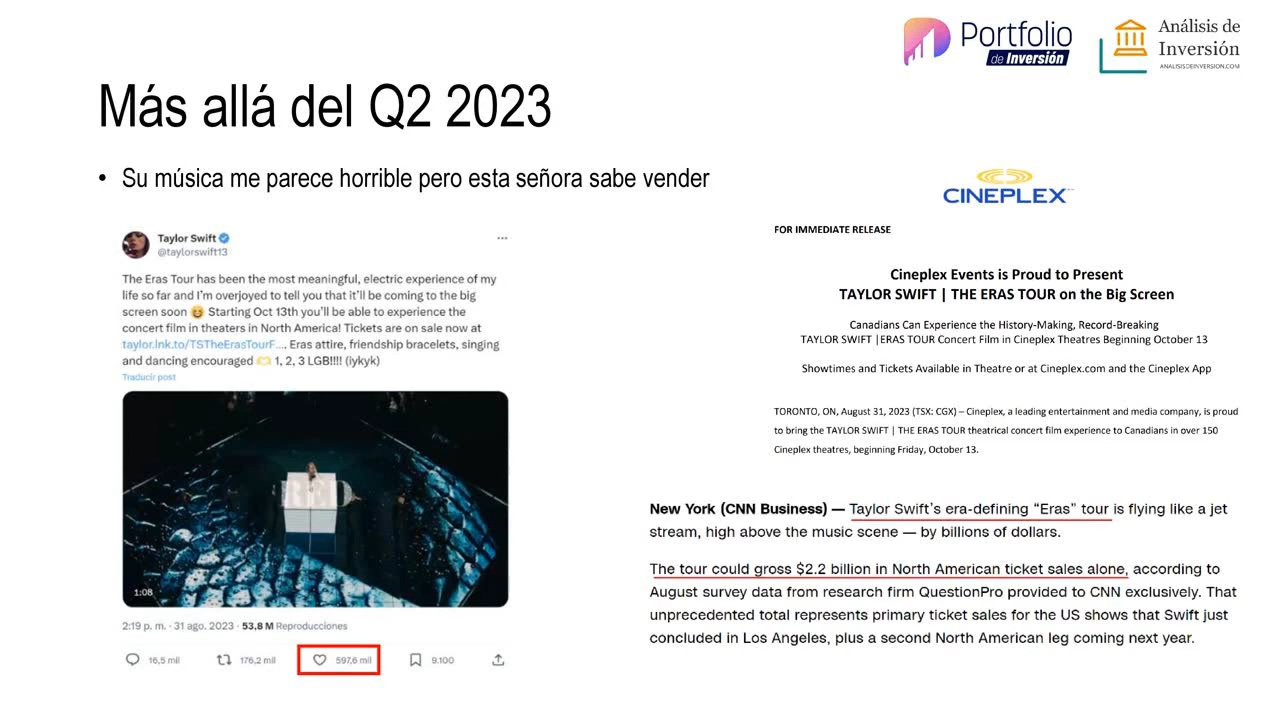 Portfolio
de Inversión
Análisis de
Inversión
ANALISISDEINVERSION.COM
Más allá del Q2 2023
• Su música me parece horrible pero esta señora sabe vender
Taylor Swift
@taylorswift13
The Eras Tour has been the most meaningful, electric experience of my
life so far and I'm overjoyed to tell you that it'll be coming to the big
screen soon 😆 Starting Oct 13th you'll be able to experience the
concert film in theaters in North America! Tickets are on sale now at
taylor.lnk.to/TSTheErasTourF... Eras attire, friendship bracelets, singing
and dancing encouraged 🫶 1, 2, 3 LGB!!!! (iykyk)
Traducir post
RED
1:08
2:19 p. m. · 31 ago. 2023 · 53,8 M Reproducciones
16,5 mil 176,2 mil 597,6 mil 9.100
CINEPLEX
FOR IMMEDIATE RELEASE
Cineplex Events is Proud to Present
TAYLOR SWIFT | THE ERAS TOUR on the Big Screen
Canadians Can Experience the History-Making, Record-Breaking
TAYLOR SWIFT |ERAS TOUR Concert Film in Cineplex Theatres Beginning October 13
Showtimes and Tickets Available in Theatre or at Cineplex.com and the Cineplex App
TORONTO, ON, August 31, 2023 (TSX: CGX) – Cineplex, a leading entertainment and media company, is proud
to bring the TAYLOR SWIFT | THE ERAS TOUR theatrical concert film experience to Canadians in over 150
Cineplex theatres, beginning Friday, October 13.
New York (CNN Business) — Taylor Swift's era-defining "Eras" tour is flying like a jet
stream, high above the music scene — by billions of dollars.
The tour could gross $2.2 billion in North American ticket sales alone, according to
August survey data from research firm QuestionPro provided to CNN exclusively. That
unprecedented total represents primary ticket sales for the US shows that Swift just
concluded in Los Angeles, plus a second North American leg coming next year.